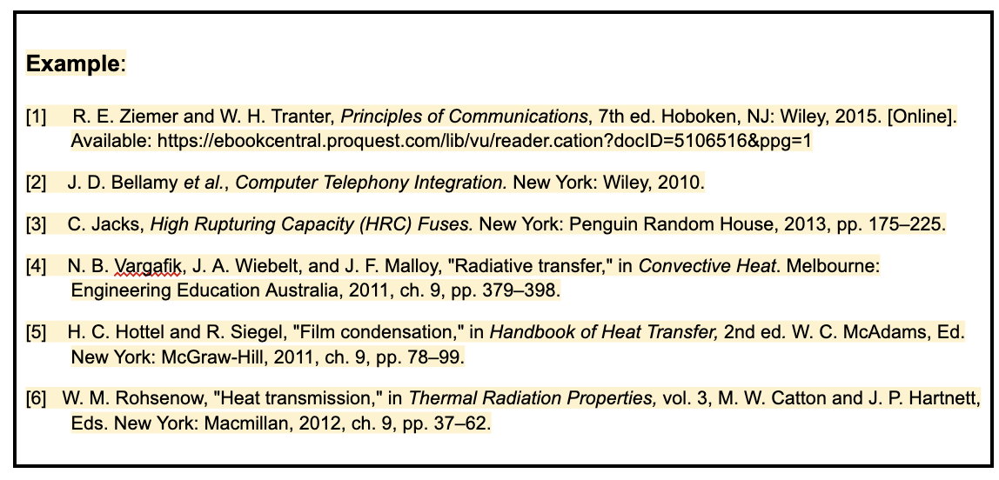 Example:
[1] R. E. Ziemer and W. H. Tranter, Principles of Communications, 7th ed. Hoboken, NJ: Wiley, 2015. [Online].
Available: https://ebookcentral.proquest.com/lib/vu/reader.cation?docID=5106516&ppg=1
[2] J. D. Bellamy et al., Computer Telephony Integration. New York: Wiley, 2010.
[3] C. Jacks, High Rupturing Capacity (HRC) Fuses. New York: Penguin Random House, 2013, pp. 175–225.
[4] N. B. Vargafik, J. A. Wiebelt, and J. F. Malloy, "Radiative transfer," in Convective Heat. Melbourne:
Engineering Education Australia, 2011, ch. 9, pp. 379–398.
[5] H. C. Hottel and R. Siegel, "Film condensation," in Handbook of Heat Transfer, 2nd ed. W. C. McAdams, Ed.
New York: McGraw-Hill, 2011, ch. 9, pp. 78–99.
[6] W. M. Rohsenow, "Heat transmission," in Thermal Radiation Properties, vol. 3, M. W. Catton and J. P. Hartnett,
Eds. New York: Macmillan, 2012, ch. 9, pp. 37–62.